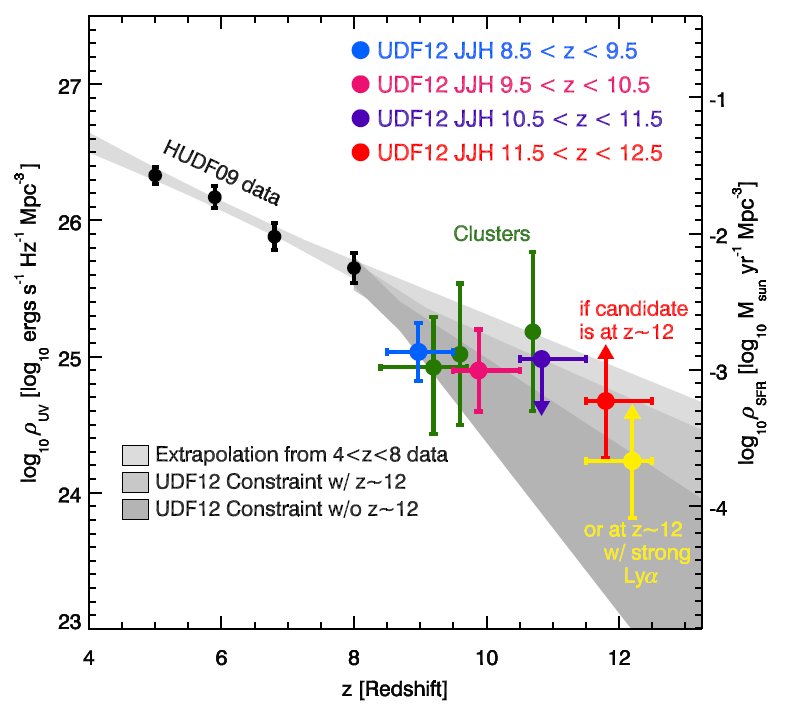 UDF12 JJH 8.5 < z < 9.5
UDF12 JJH 9.5 < z < 10.5
UDF12 JJH 10.5 < z < 11.5
UDF12 JJH 11.5 < z < 12.5
HUDF09 data
Clusters
if candidate
is at z~12
Extrapolation from 4<z<8 data
UDF12 Constraint w/ z~12
UDF12 Constraint w/o z~12
or at z~12
w/ strong
Lyα
log₁₀ ρ_UV [log₁₀ ergs s⁻¹ Hz⁻¹ Mpc⁻³]
27
26
25
24
23
log₁₀ ρ_SFR [log₁₀ M_sun yr⁻¹ Mpc⁻³]
-1
-2
-3
-4
4 6 8 10 12
z [Redshift]